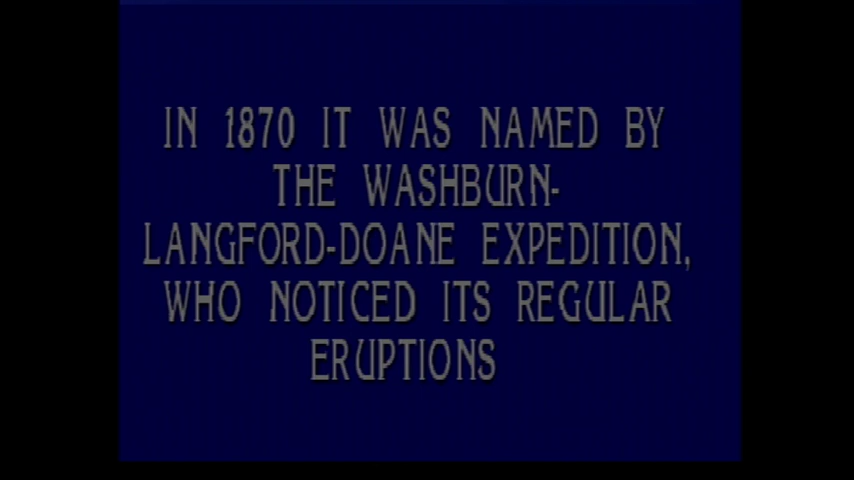 IN 1870 IT WAS NAMED BY
THE WASHBURN-
LANGFORD-DOANE EXPEDITION,
WHO NOTICED ITS REGULAR
ERUPTIONS